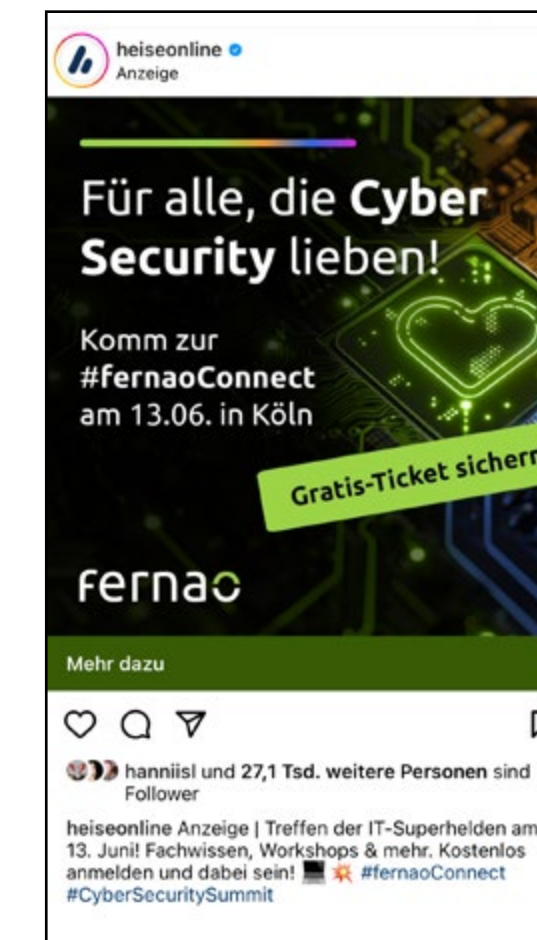 heiseonline
Anzeige
Für alle, die Cyber
Security lieben!
Komm zur
#fernaoConnect
am 13.06. in Köln
Gratis-Ticket sichern
fernao
Mehr dazu
hanniisl und 27,1 Tsd. weitere Personen sind
Follower
heiseonline Anzeige | Treffen der IT-Superhelden am
13. Juni! Fachwissen, Workshops & mehr. Kostenlos
anmelden und dabei sein! 💻 💥 #fernaoConnect
#CyberSecuritySummit